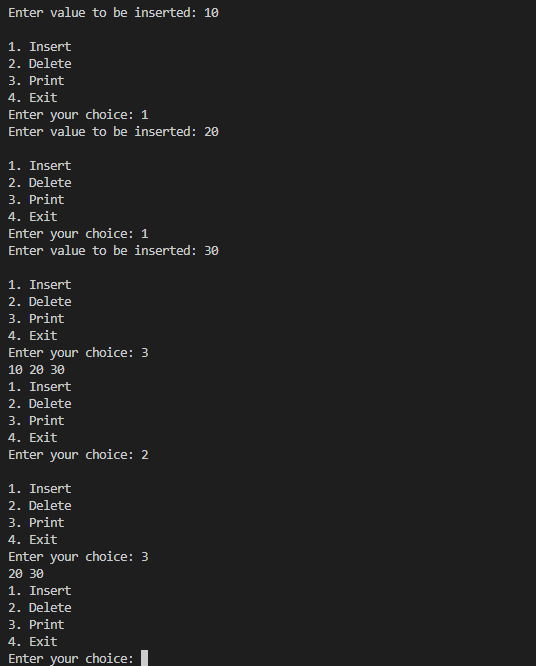 Enter value to be inserted: 10
1. Insert
2. Delete
3. Print
4. Exit
Enter your choice: 1
Enter value to be inserted: 20
1. Insert
2. Delete
3. Print
4. Exit
Enter your choice: 1
Enter value to be inserted: 30
1. Insert
2. Delete
3. Print
4. Exit
Enter your choice: 3
10 20 30
1. Insert
2. Delete
3. Print
4. Exit
Enter your choice: 2
1. Insert
2. Delete
3. Print
4. Exit
Enter your choice: 3
20 30
1. Insert
2. Delete
3. Print
4. Exit
Enter your choice: